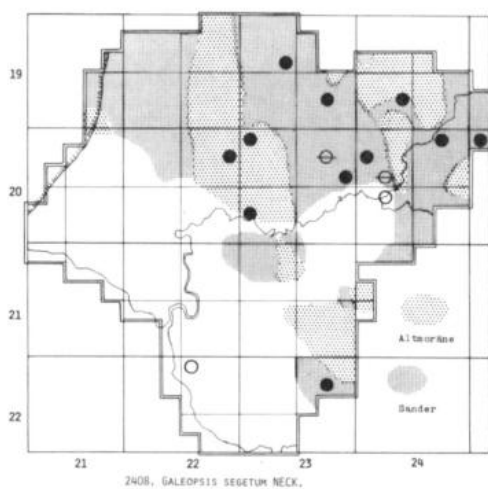 19
20
21
22
Altmoräne
Sander
21 22 23 24
2408. GALEOPSIS SEGETUM NECK.